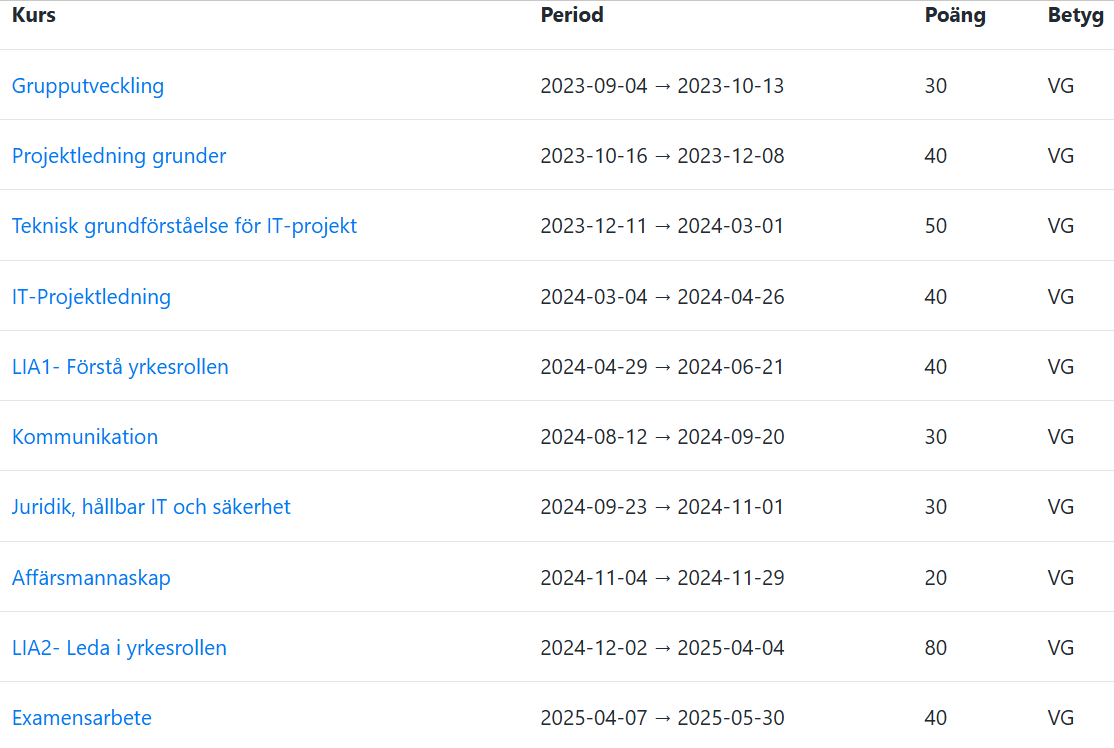 Kurs Period Poäng Betyg
Grupputveckling 2023-09-04 → 2023-10-13 30 VG
Projektledning grunder 2023-10-16 → 2023-12-08 40 VG
Teknisk grundförståelse för IT-projekt 2023-12-11 → 2024-03-01 50 VG
IT-Projektledning 2024-03-04 → 2024-04-26 40 VG
LIA1- Förstå yrkesrollen 2024-04-29 → 2024-06-21 40 VG
Kommunikation 2024-08-12 → 2024-09-20 30 VG
Juridik, hållbar IT och säkerhet 2024-09-23 → 2024-11-01 30 VG
Affärsmannaskap 2024-11-04 → 2024-11-29 20 VG
LIA2- Leda i yrkesrollen 2024-12-02 → 2025-04-04 80 VG
Examensarbete 2025-04-07 → 2025-05-30 40 VG